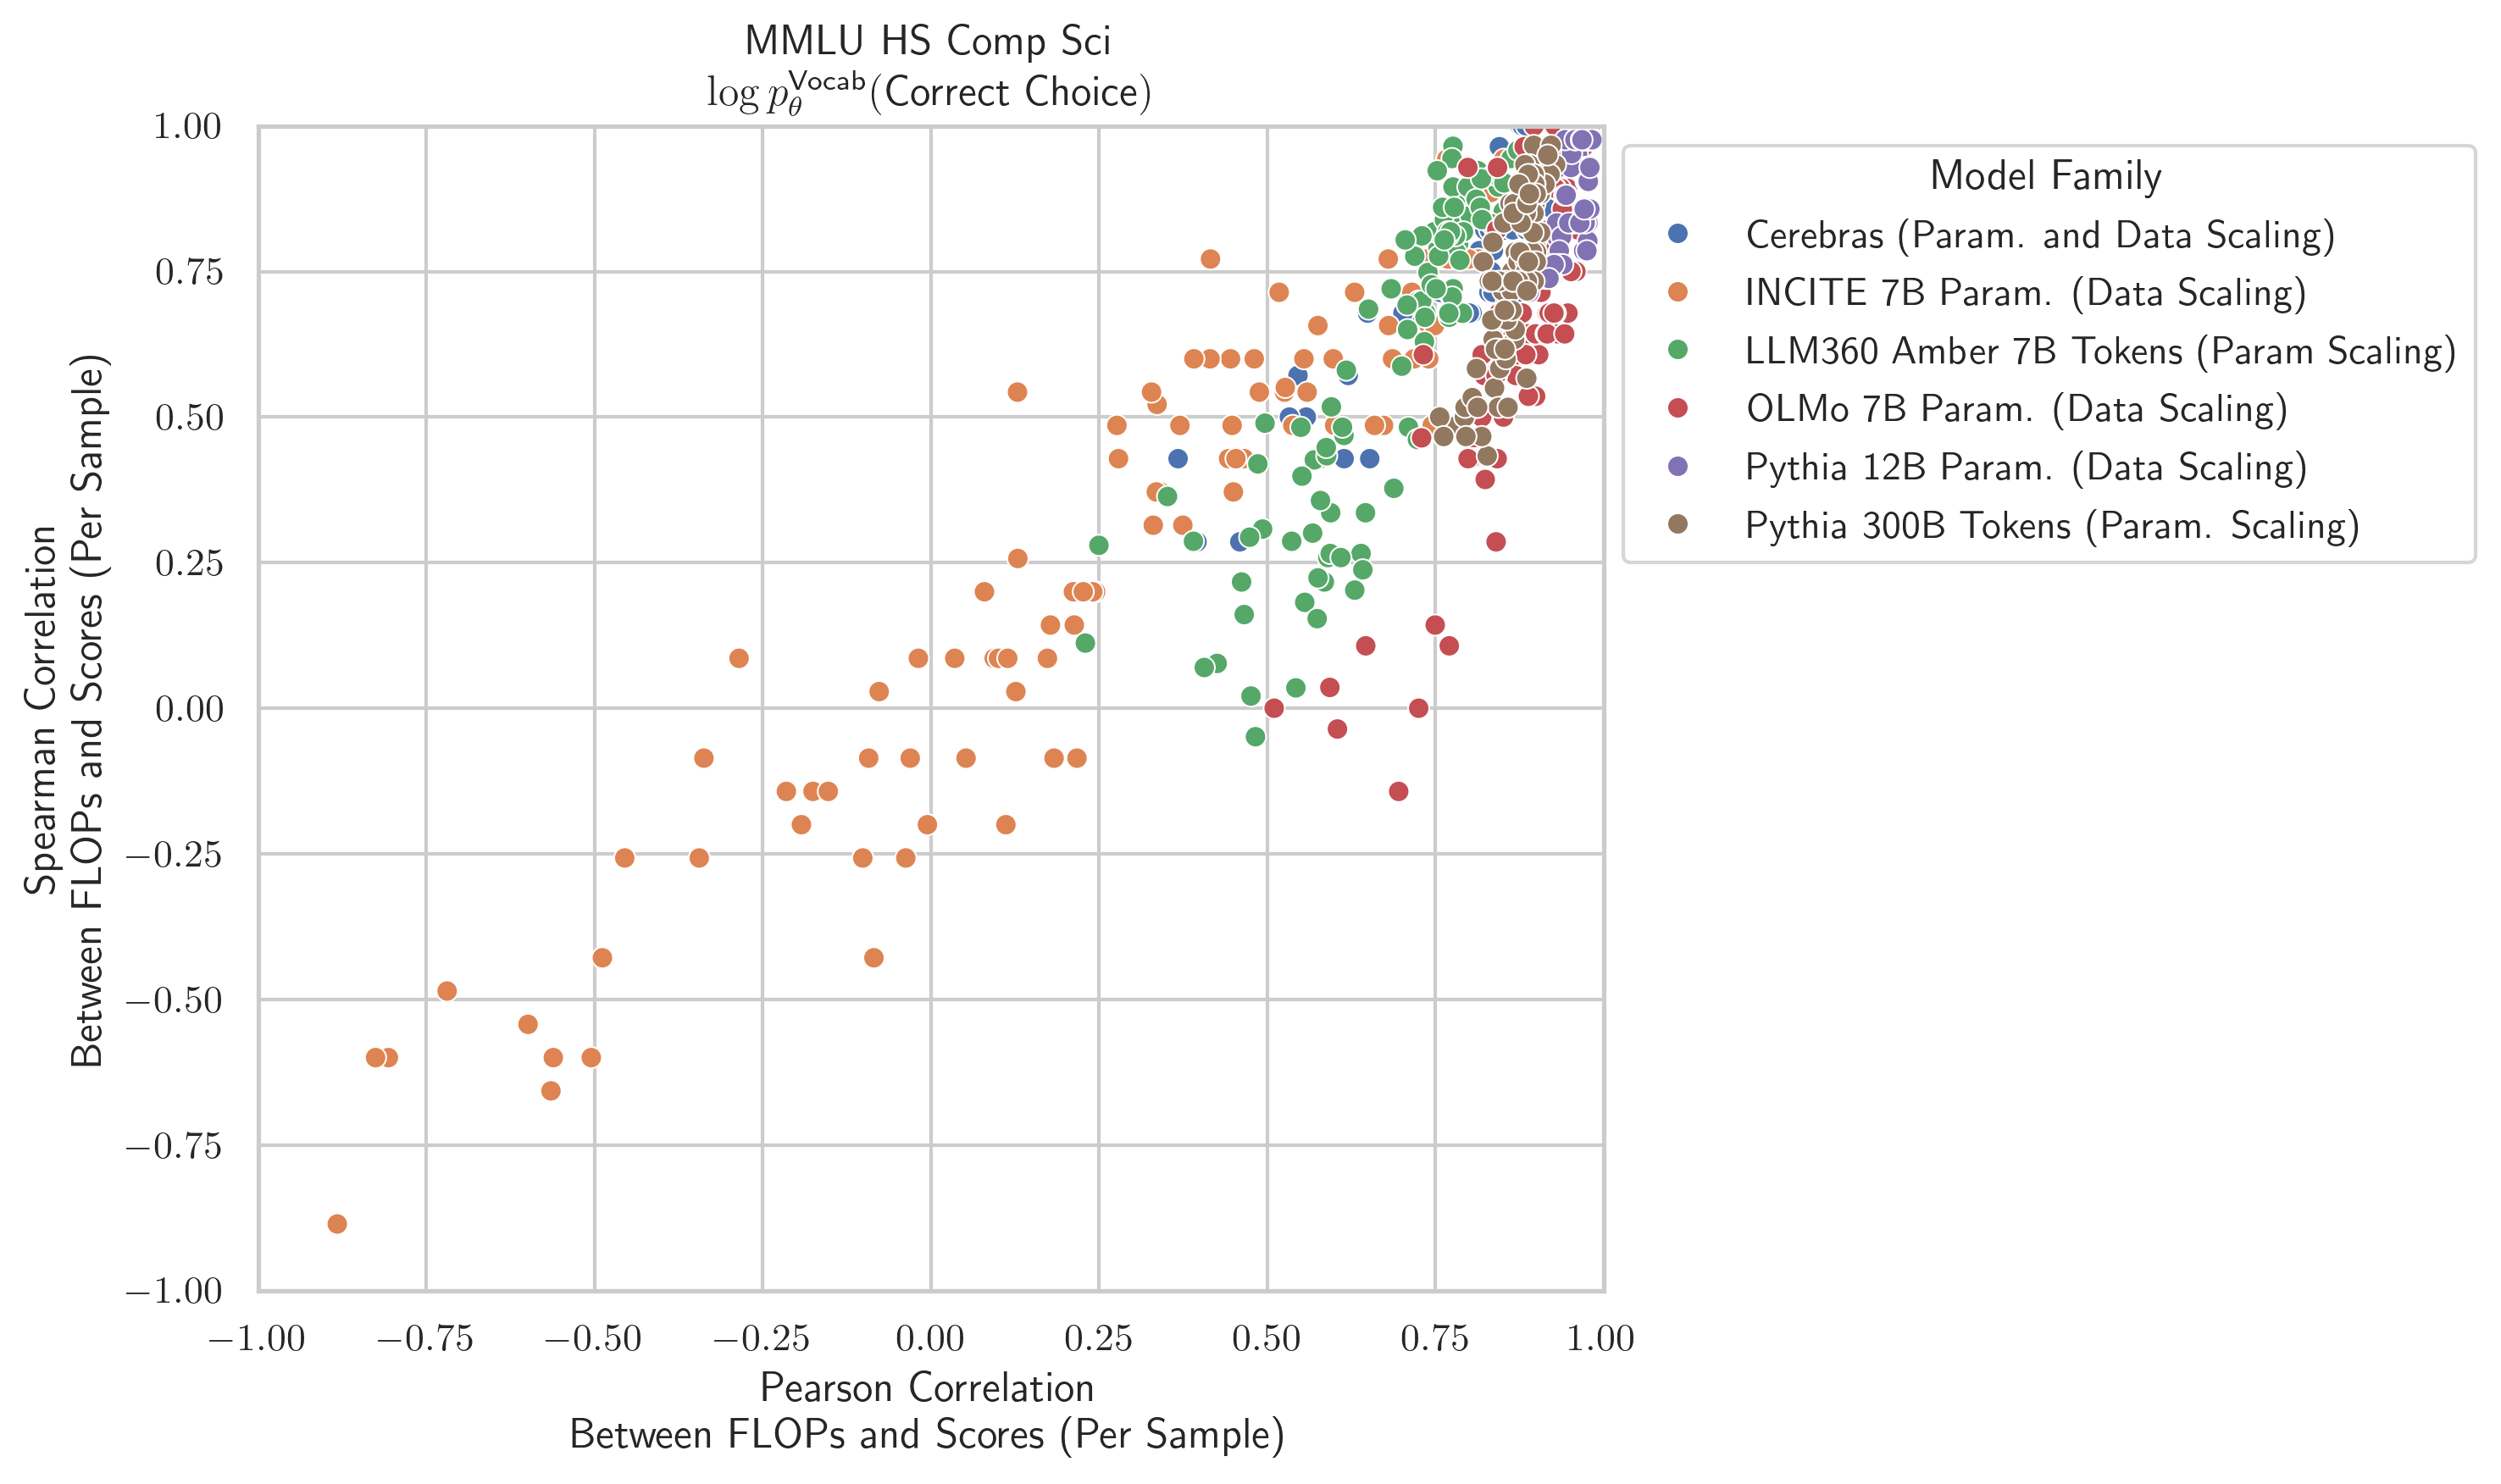 MMLU HS Comp Sci
log p_θ^Vocab(Correct Choice)
Spearman Correlation
Between FLOPs and Scores (Per Sample)
1.00
0.75
0.50
0.25
0.00
−0.25
−0.50
−0.75
−1.00
−1.00 −0.75 −0.50 −0.25 0.00 0.25 0.50 0.75 1.00
Pearson Correlation
Between FLOPs and Scores (Per Sample)
Model Family
Cerebras (Param. and Data Scaling)
INCITE 7B Param. (Data Scaling)
LLM360 Amber 7B Tokens (Param Scaling)
OLMo 7B Param. (Data Scaling)
Pythia 12B Param. (Data Scaling)
Pythia 300B Tokens (Param. Scaling)